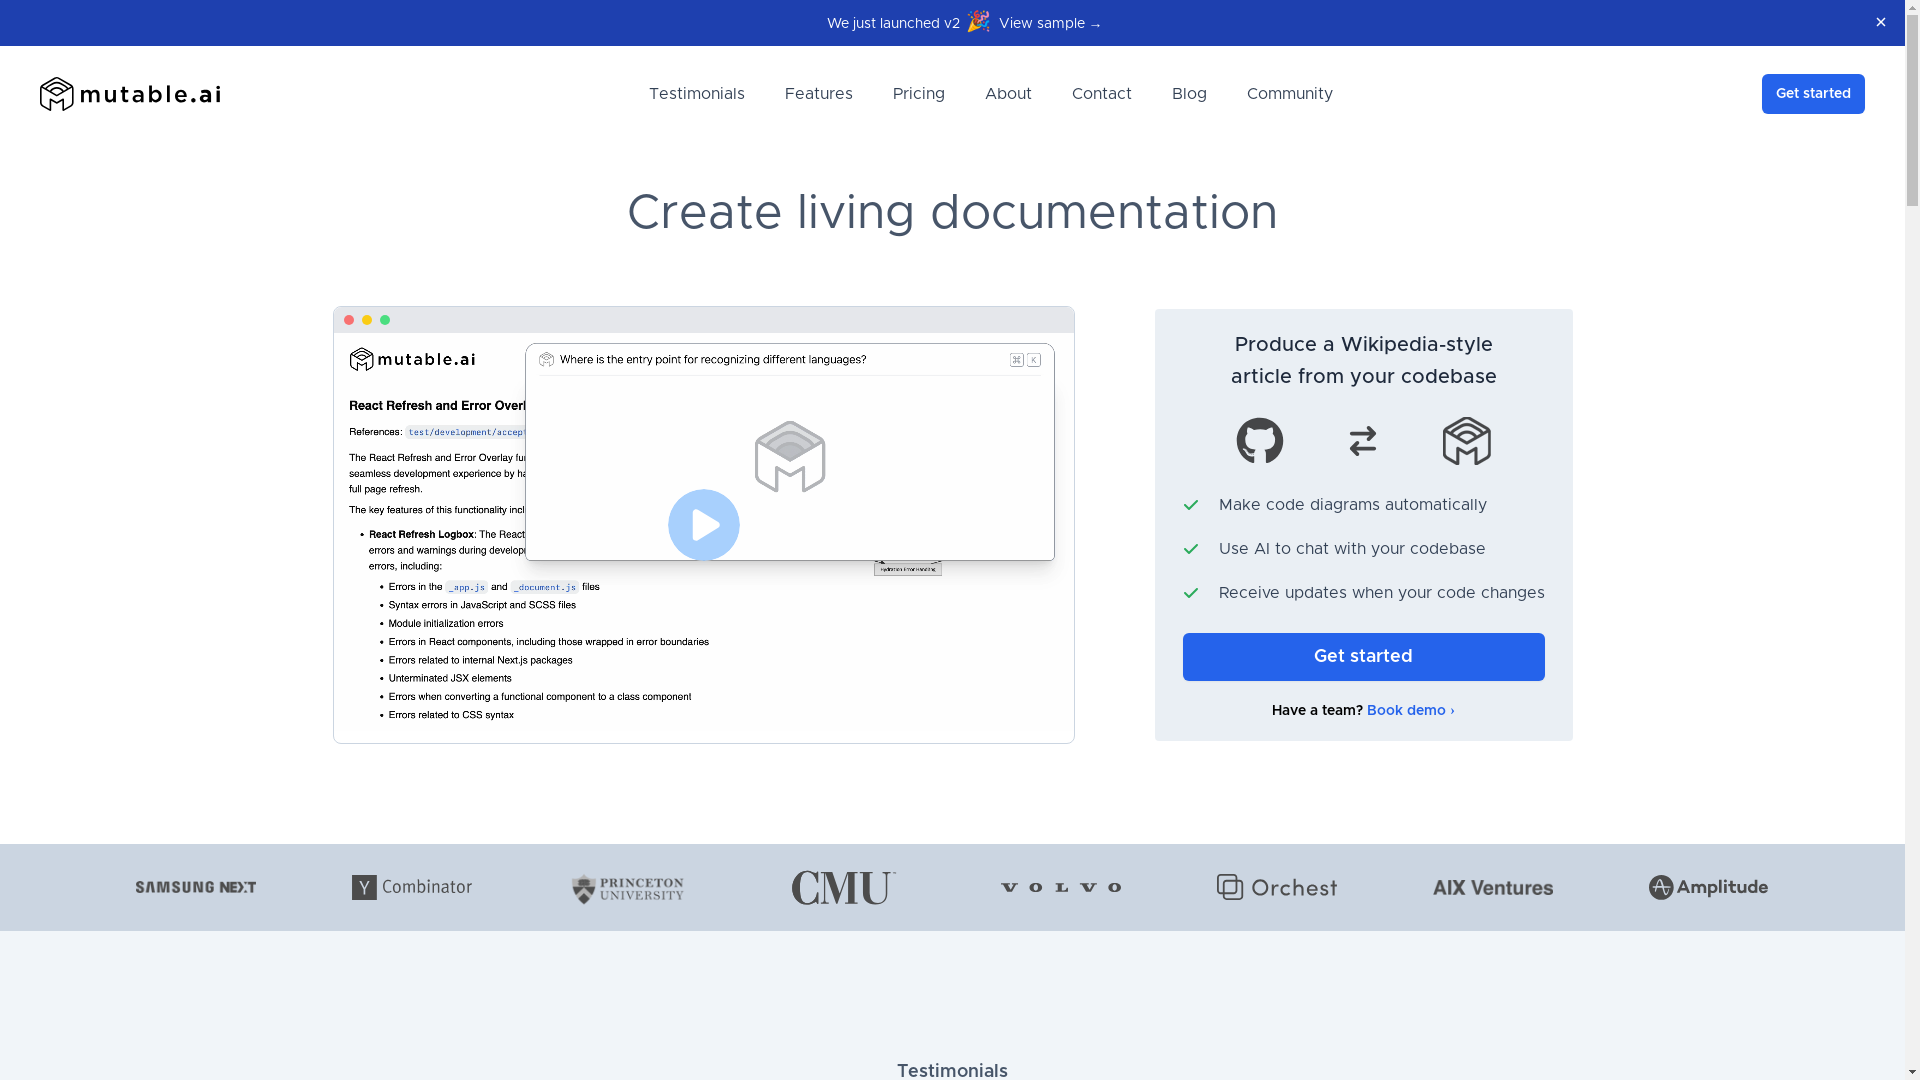 We just launched v2 🎉 View sample →
×
mutable.ai
Testimonials
Features
Pricing
About
Contact
Blog
Community
Get started
Create living documentation
mutable.ai
Where is the entry point for recognizing different languages?
⌘ K
React Refresh and Error Overl
References: test/development/accept
The React Refresh and Error Overlay fun
seamless development experience by ha
full page refresh.
The key features of this functionality incl
• React Refresh Logbox: The React
errors and warnings during develop
errors, including:
• Errors in the _app.js and _document.js files
• Syntax errors in JavaScript and SCSS files
• Module initialization errors
• Errors in React components, including those wrapped in error boundaries
• Errors related to internal Next.js packages
• Unterminated JSX elements
• Errors when converting a functional component to a class component
• Errors related to CSS syntax
Hydration Error Handling
Produce a Wikipedia-style
article from your codebase
Make code diagrams automatically
Use AI to chat with your codebase
Receive updates when your code changes
Get started
Have a team? Book demo ›
SAMSUNG NEXT
Y Combinator
PRINCETON
UNIVERSITY
CMU
VOLVO
Orchest
AIX Ventures
Amplitude
Testimonials